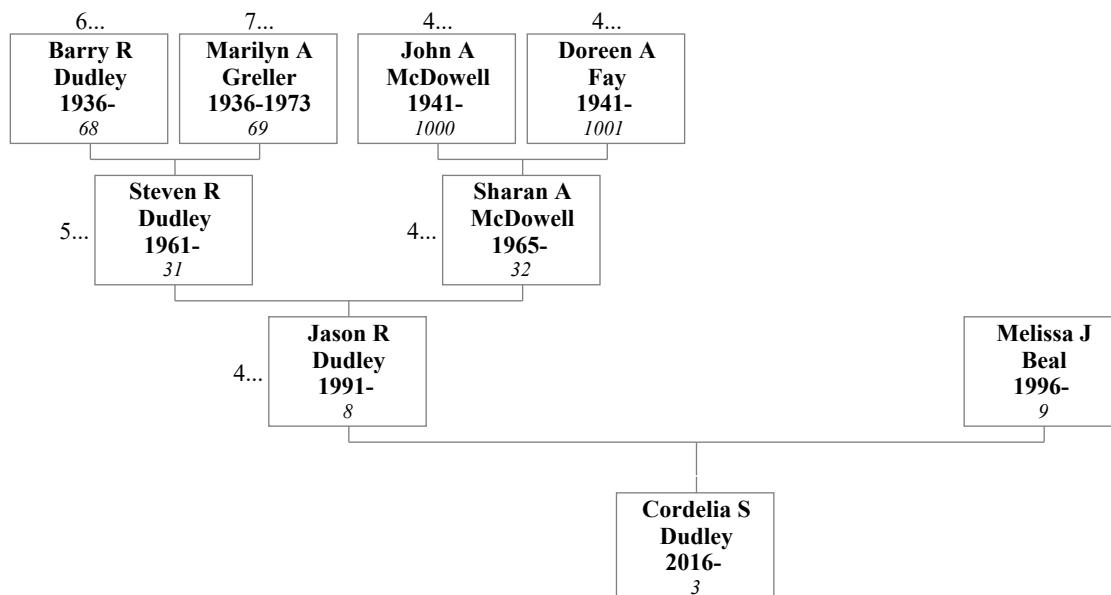 6...
7...
4...
4...
Barry R
Dudley
1936-
68
Marilyn A
Greller
1936-1973
69
John A
McDowell
1941-
1000
Doreen A
Fay
1941-
1001
5...
Steven R
Dudley
1961-
31
4...
Sharan A
McDowell
1965-
32
4...
Jason R
Dudley
1991-
8
Melissa J
Beal
1996-
9
Cordelia S
Dudley
2016-
3